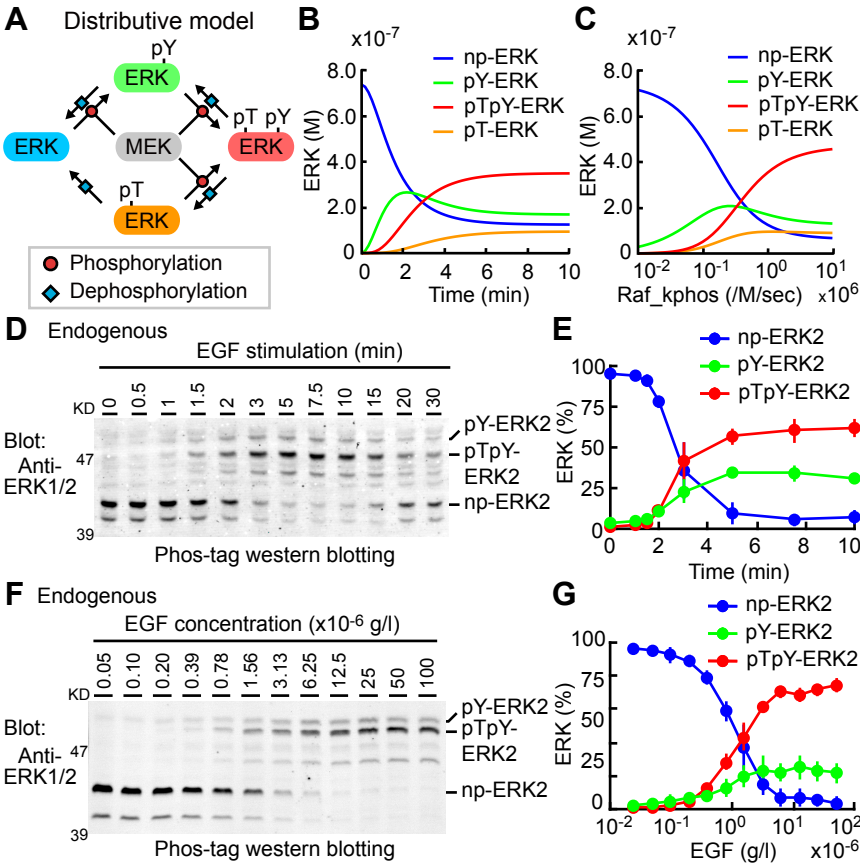 A
Distributive model
pY
ERK
pT pY
ERK
MEK
ERK
pT
ERK
Phosphorylation
Dephosphorylation
B
×10-7
np-ERK
pY-ERK
pTpY-ERK
pT-ERK
8.0
6.0
4.0
2.0
0
ERK (M)
0 2 4 6 8 10
Time (min)
C
×10-7
np-ERK
pY-ERK
pTpY-ERK
pT-ERK
8.0
6.0
4.0
2.0
0
ERK (M)
10-2 10-1 100 101
Raf_kphos (/M/sec) ×106
D Endogenous
EGF stimulation (min)
0 0.5 1 1.5 2 3 5 7.5 10 15 20 30
KD
Blot:
Anti-
ERK1/2
47
39
pY-ERK2
pTpY-
ERK2
np-ERK2
Phos-tag western blotting
E
np-ERK2
pY-ERK2
pTpY-ERK2
100
75
50
25
0
ERK (%)
0 2 4 6 8 10
Time (min)
F Endogenous
EGF concentration (x10-6 g/l)
0.05 0.10 0.20 0.39 0.78 1.56 3.13 6.25 12.5 25 50 100
KD
Blot:
Anti-
ERK1/2
47
39
pY-ERK2
pTpY-
ERK2
np-ERK2
Phos-tag western blotting
G
np-ERK2
pY-ERK2
pTpY-ERK2
100
75
50
25
0
ERK (%)
10-2 10-1 100 101 102
EGF (g/l) ×10-6